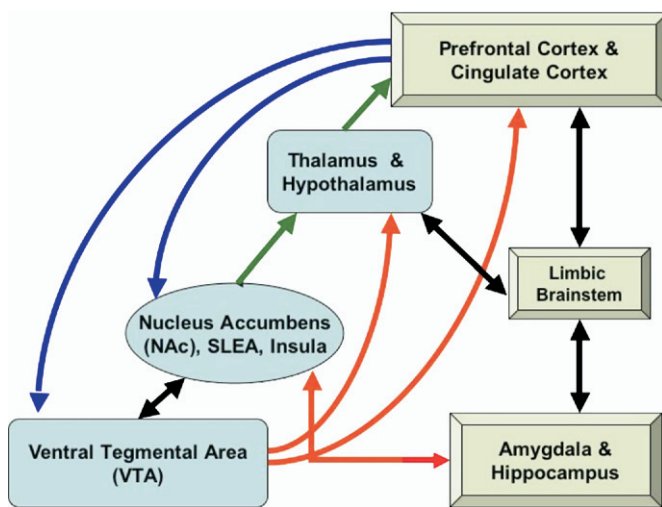 Prefrontal Cortex &
Cingulate Cortex
Thalamus &
Hypothalamus
Limbic
Brainstem
Nucleus Accumbens
(NAc), SLEA, Insula
Ventral Tegmental Area
(VTA)
Amygdala &
Hippocampus